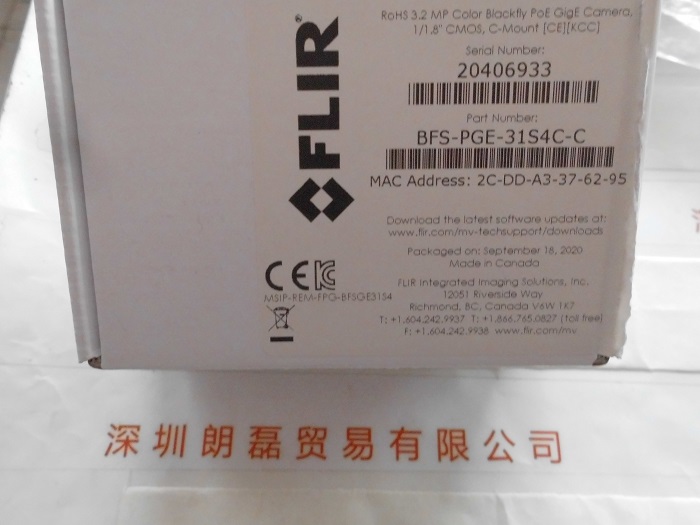 RoHS 3.2 MP Color Blackfly PoE GigE Camera,
1/1.8" CMOS, C-Mount [CE][KCC]
Serial Number:
20406933
Part Number:
BFS-PGE-31S4C-C
MAC Address: 2C-DD-A3-37-62-95
FLIR
Download the latest software updates at:
www.flir.com/mv-techsupport/downloads
Packaged on: September 18, 2020
Made in Canada
CE
MSIP-REM-FPG-BFSGE31S4
FLIR Integrated Imaging Solutions, Inc.
12051 Riverside Way
Richmond, BC, Canada V6W 1K7
T: +1.604.242.9937 T: +1.866.765.0827 (toll free)
F: +1.604.242.9938 www.flir.com/mv
深圳朗磊贸易有限公司